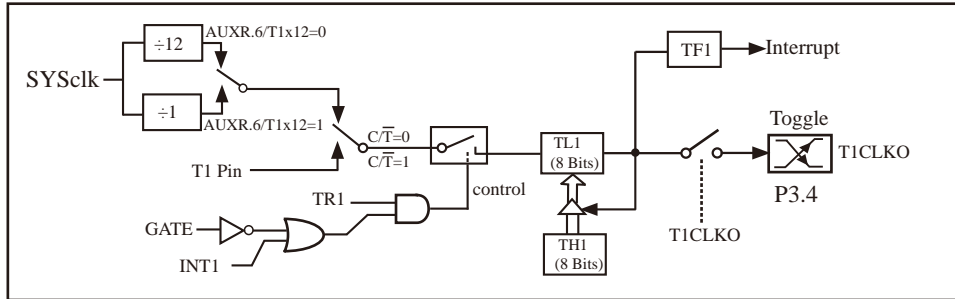 AUXR.6/T1x12=0
÷12
SYSclk
÷1
AUXR.6/T1x12=1
C/T̅=0
C/T̅=1
T1 Pin
TR1
control
GATE
INT1
TL1
(8 Bits)
TH1
(8 Bits)
TF1
Interrupt
Toggle
T1CLKO
P3.4
T1CLKO